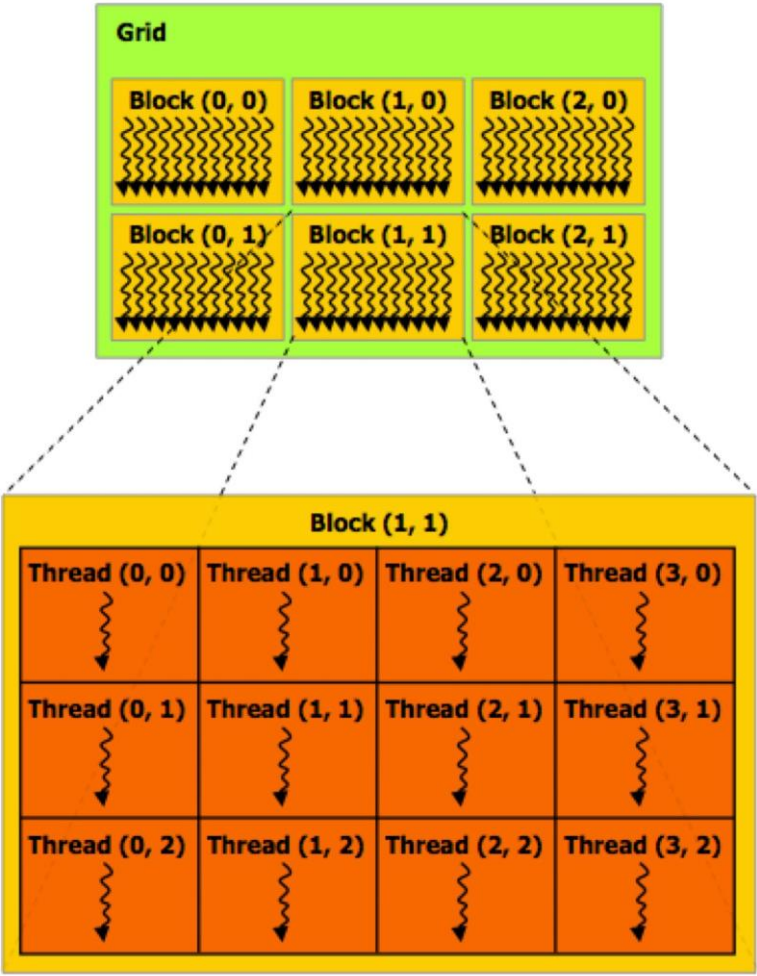 Grid
Block (0, 0) Block (1, 0) Block (2, 0)
Block (0, 1) Block (1, 1) Block (2, 1)
Block (1, 1)
Thread (0, 0) Thread (1, 0) Thread (2, 0) Thread (3, 0)
Thread (0, 1) Thread (1, 1) Thread (2, 1) Thread (3, 1)
Thread (0, 2) Thread (1, 2) Thread (2, 2) Thread (3, 2)